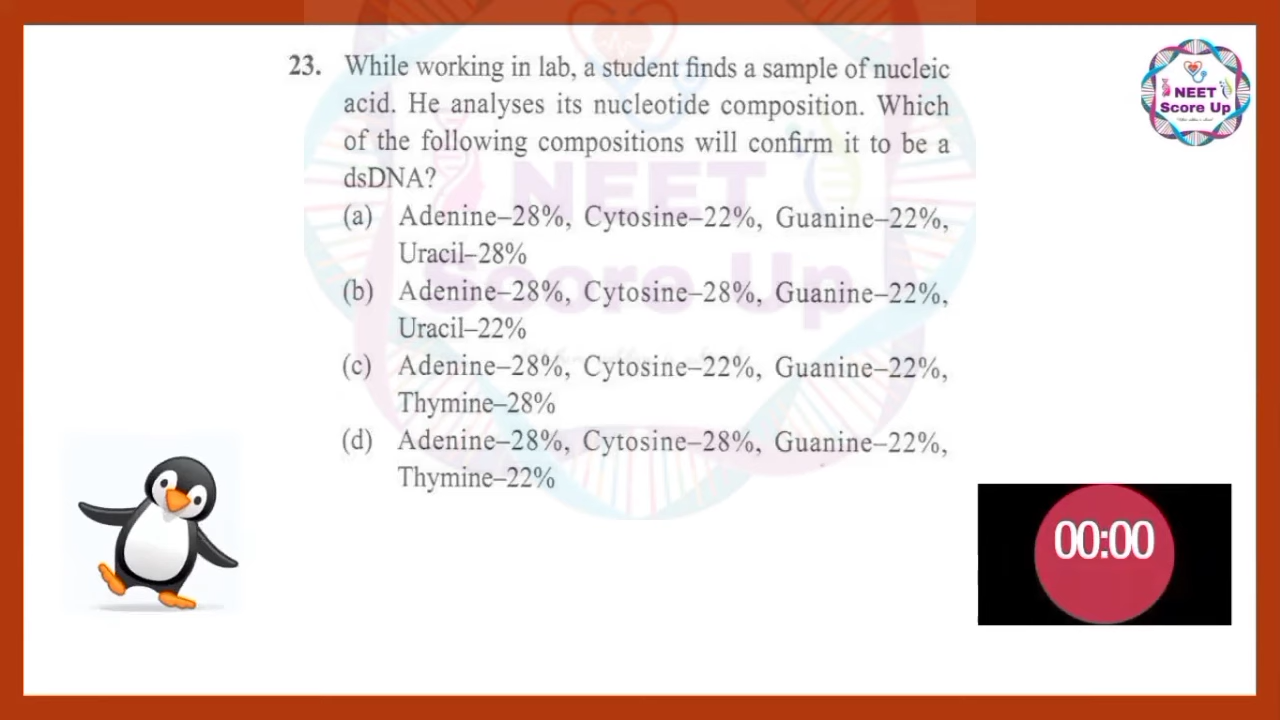 NEET
Score Up
23. While working in lab, a student finds a sample of nucleic
acid. He analyses its nucleotide composition. Which
of the following compositions will confirm it to be a
dsDNA?
(a) Adenine–28%, Cytosine–22%, Guanine–22%,
Uracil–28%
(b) Adenine–28%, Cytosine–28%, Guanine–22%,
Uracil–22%
(c) Adenine–28%, Cytosine–22%, Guanine–22%,
Thymine–28%
(d) Adenine–28%, Cytosine–28%, Guanine–22%,
Thymine–22%
NEET
Score Up
00:00